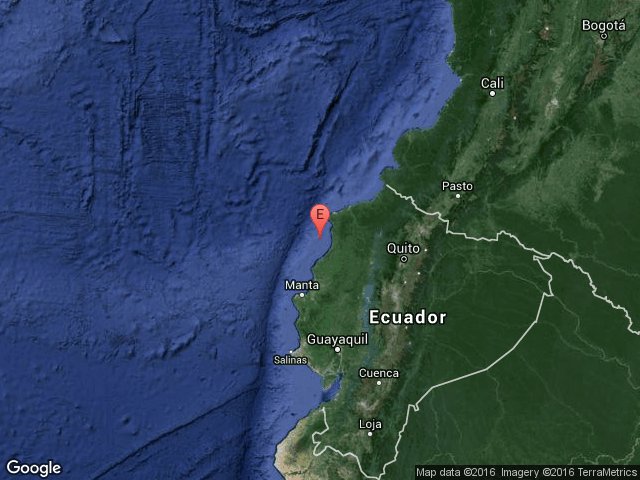 Bogotá
Cali
Pasto
E
Quito
Manta
Ecuador
Guayaquil
Salinas
Cuenca
Loja
Google
Map data ©2016 Imagery ©2016 TerraMetrics